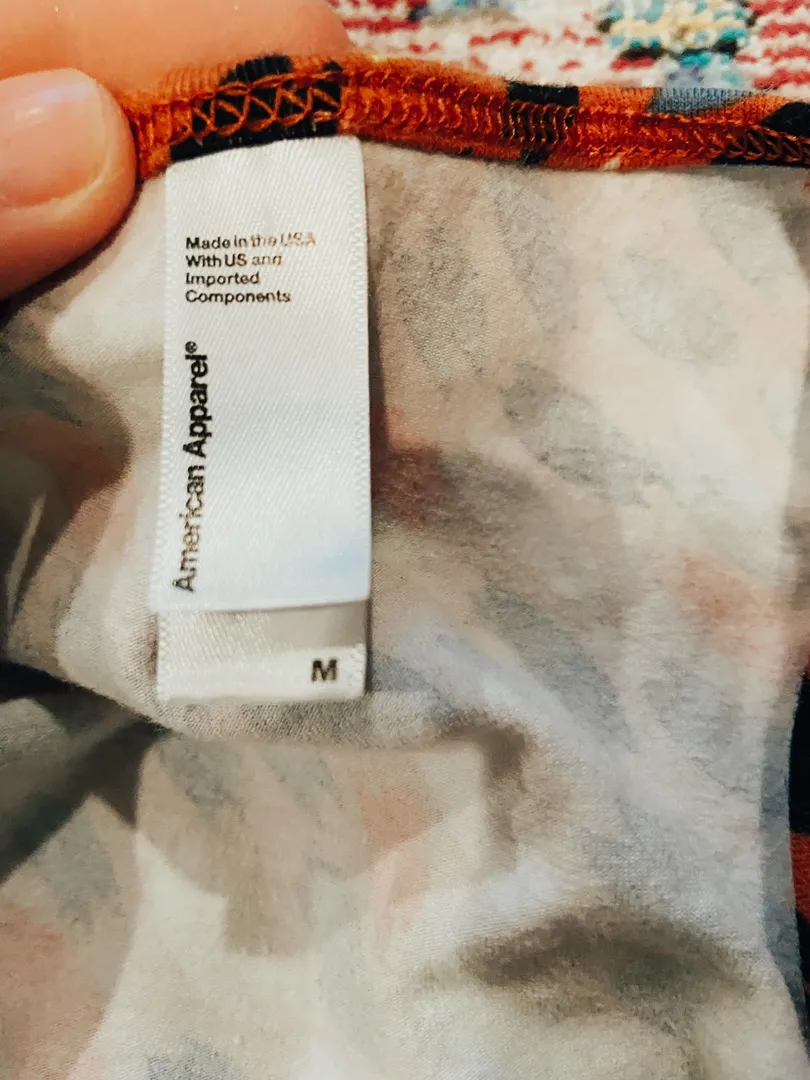 Made in the USA
With US and
Imported
Components
American Apparel®
M